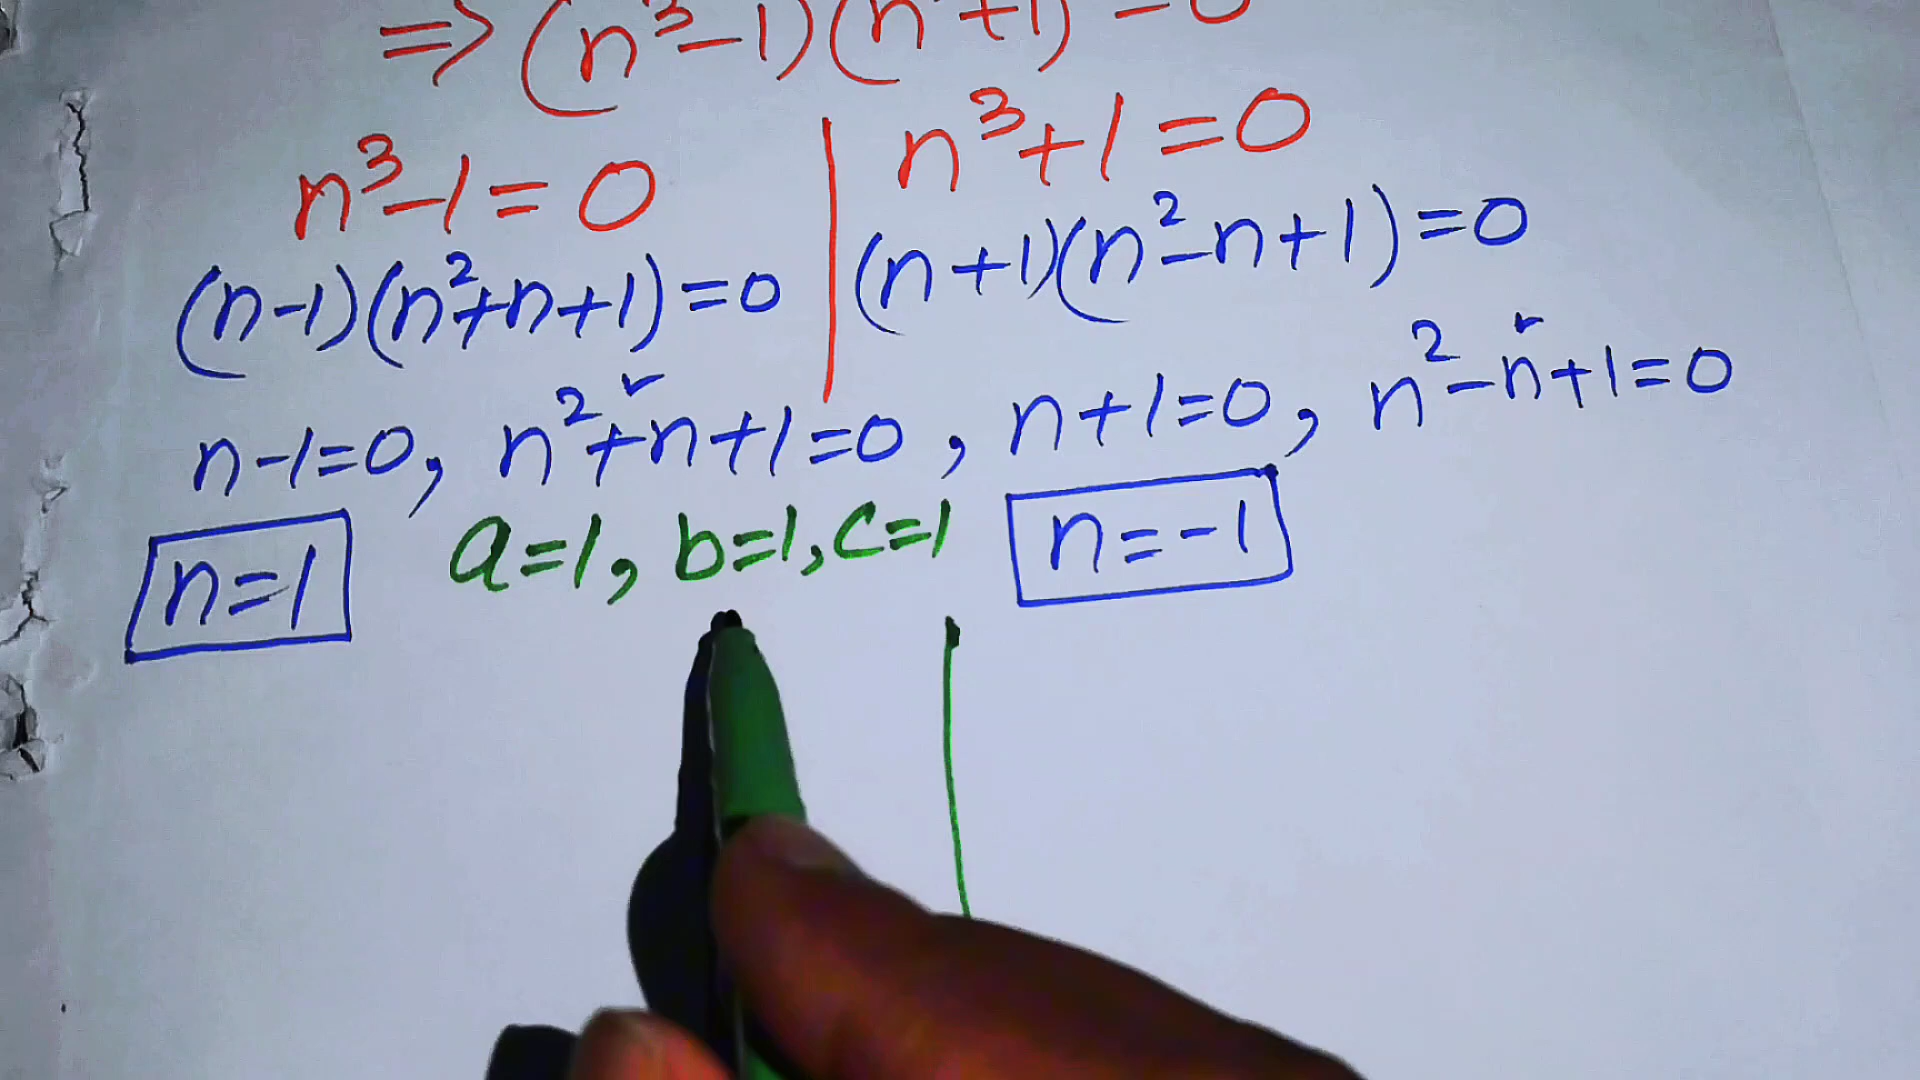 => (n³-1)(n³+1) = 0
n³-1=0 | n³+1=0
(n-1)(n²+n+1)=0 | (n+1)(n²-n+1)=0
n-1=0, n²+n+1=0, n+1=0, n²-n+1=0
n=1 a=1, b=1, c=1 n=-1